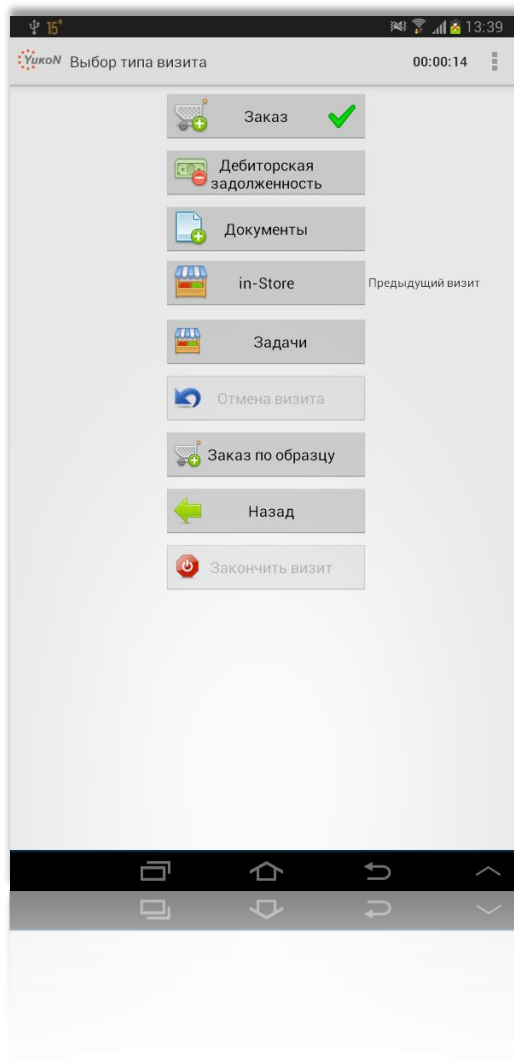 15°
13:39
YukoN Выбор типа визита
00:00:14
Заказ
Дебиторская
задолженность
Документы
in-Store
Предыдущий визит
Задачи
Отмена визита
Заказ по образцу
Назад
Закончить визит